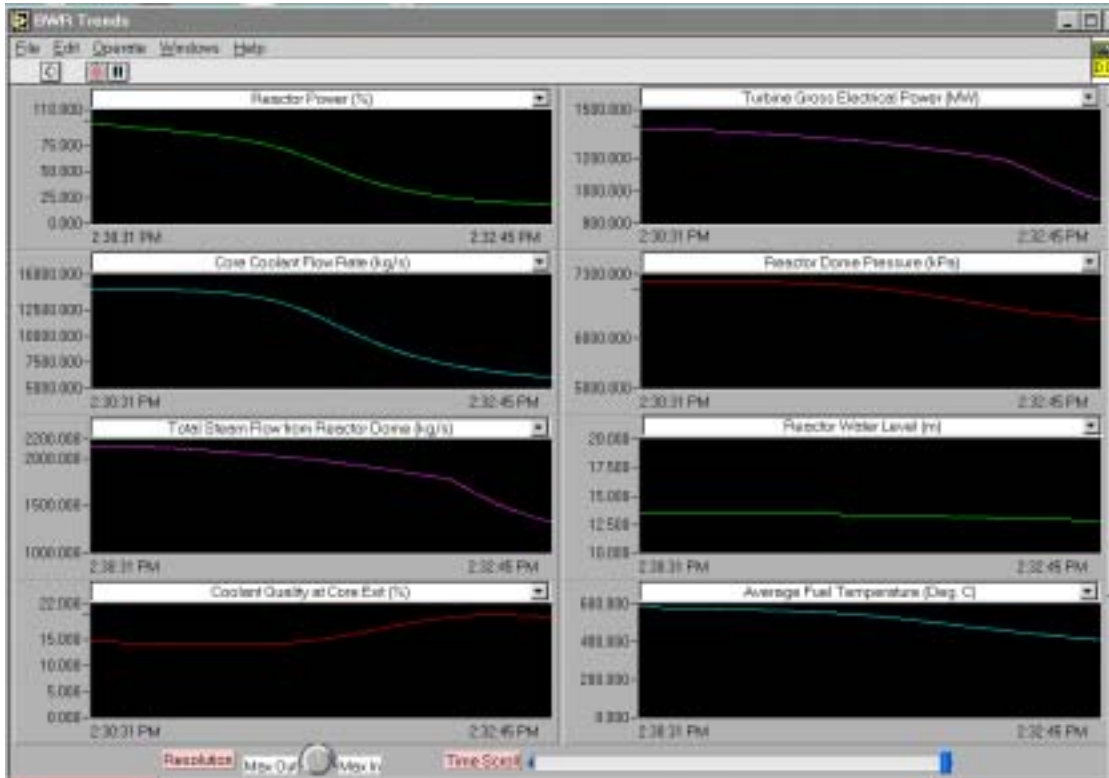 BWR Trends
File Edit Operate Windows Help
Reactor Power (%)
110.000
75.000
50.000
25.000
0.000
2:30:31 PM 2:32:45 PM
Turbine Gross Electrical Power (MW)
1500.000
1200.000
1000.000
800.000
2:30:31 PM 2:32:45 PM
Core Coolant Flow Rate (kg/s)
16000.000
12500.000
10000.000
7500.000
5000.000
2:30:31 PM 2:32:45 PM
Reactor Dome Pressure (kPa)
7300.000
6000.000
5000.000
2:30:31 PM 2:32:45 PM
Total Steam Flow from Reactor Dome (kg/s)
2200.000
2000.000
1500.000
1000.000
2:30:31 PM 2:32:45 PM
Reactor Water Level (m)
20.000
17.500
15.000
12.500
10.000
2:30:31 PM 2:32:45 PM
Coolant Quality at Core Exit (%)
22.000
15.000
10.000
5.000
0.000
2:30:31 PM 2:32:45 PM
Average Fuel Temperature (Deg. C)
600.000
400.000
200.000
0.000
2:30:31 PM 2:32:45 PM
Resolution Max Out Max In Time Scroll